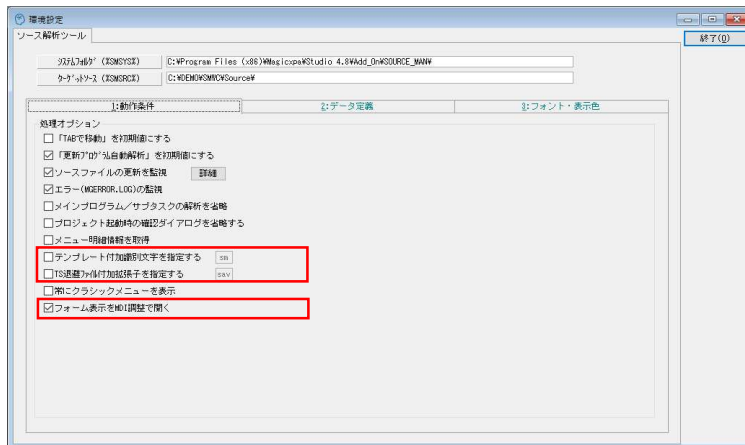 環境設定
ソース解析ツール
終了(0)
システムフォルダ (%SMSYS%) C:¥Program Files (x86)¥Magicxpa¥Studio 4.8¥Add_On¥SOURCE_MAN¥
ターゲットソース (%SMSRC%) C:¥DEMO¥SMVC¥Source¥
1:動作条件 2:データ定義 3:フォント・表示色
処理オプション
「TABで移動」を初期値にする
「更新プログラム自動解析」を初期値にする
ソースファイルの更新を監視 詳細
エラー(MGERROR.LOG)の監視
メインプログラム/サブタスクの解析を省略
プロジェクト起動時の確認ダイアログを省略する
メニュー明細情報を取得
テンプレート付加識別文字を指定する sm
TS退避ファイル付加拡張子を指定する sav
常にクラシックメニューを表示
フォーム表示をMDI調整で開く